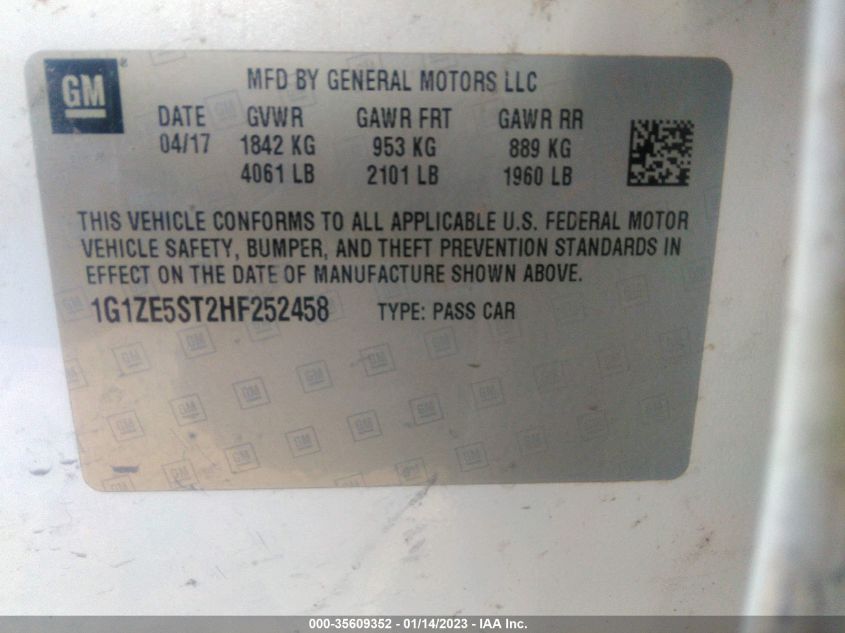 GM
MFD BY GENERAL MOTORS LLC
DATE GVWR GAWR FRT GAWR RR
04/17 1842 KG 953 KG 889 KG
4061 LB 2101 LB 1960 LB
THIS VEHICLE CONFORMS TO ALL APPLICABLE U.S. FEDERAL MOTOR
VEHICLE SAFETY, BUMPER, AND THEFT PREVENTION STANDARDS IN
EFFECT ON THE DATE OF MANUFACTURE SHOWN ABOVE.
1G1ZE5ST2HF252458 TYPE: PASS CAR
000-35609352 - 01/14/2023 - IAA Inc.